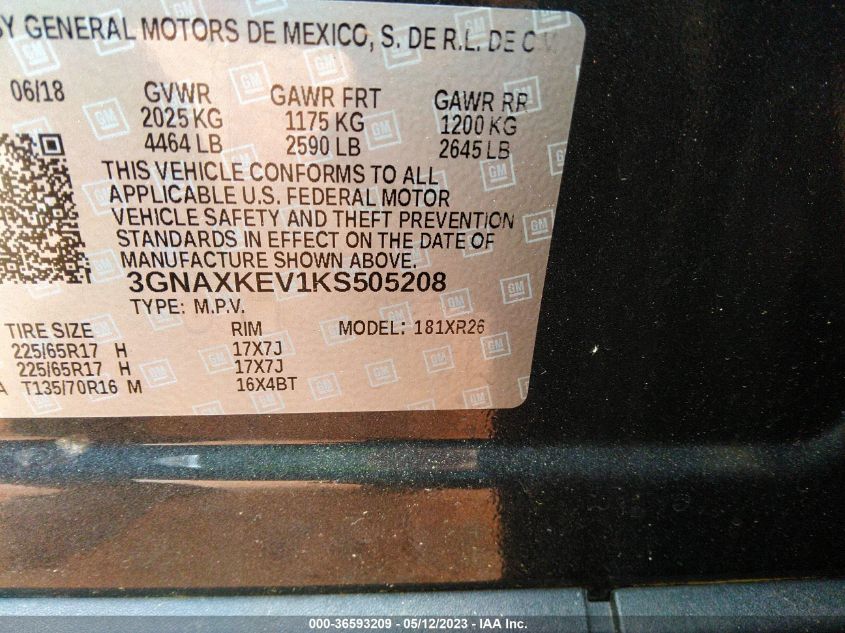 BY GENERAL MOTORS DE MEXICO, S. DE R.L. DE C.V.
06/18 GVWR GAWR FRT GAWR RR
2025 KG 1175 KG 1200 KG
4464 LB 2590 LB 2645 LB
THIS VEHICLE CONFORMS TO ALL
APPLICABLE U.S. FEDERAL MOTOR
VEHICLE SAFETY AND THEFT PREVENTION
STANDARDS IN EFFECT ON THE DATE OF
MANUFACTURE SHOWN ABOVE.
3GNAXKEV1KS505208
TYPE: M.P.V.
TIRE SIZE RIM MODEL: 181XR26
225/65R17 H 17X7J
225/65R17 H 17X7J
A T135/70R16 M 16X4BT
000-36593209 - 05/12/2023 - IAA Inc.